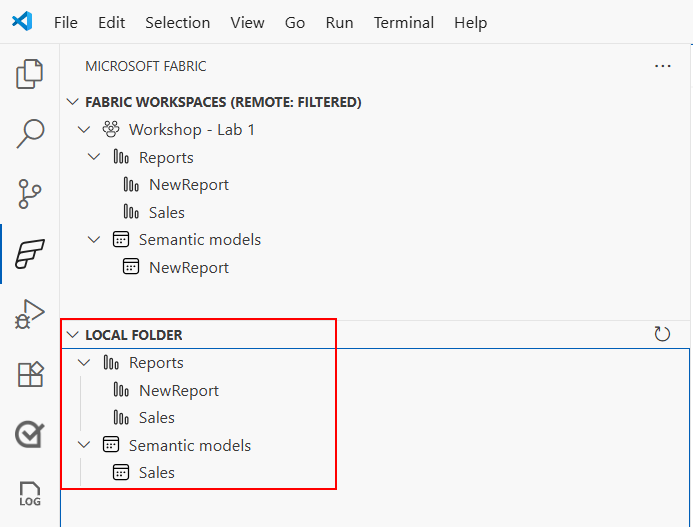 File Edit Selection View Go Run Terminal Help
MICROSOFT FABRIC
FABRIC WORKSPACES (REMOTE: FILTERED)
Workshop - Lab 1
Reports
NewReport
Sales
Semantic models
NewReport
LOCAL FOLDER
Reports
NewReport
Sales
Semantic models
Sales
LOG